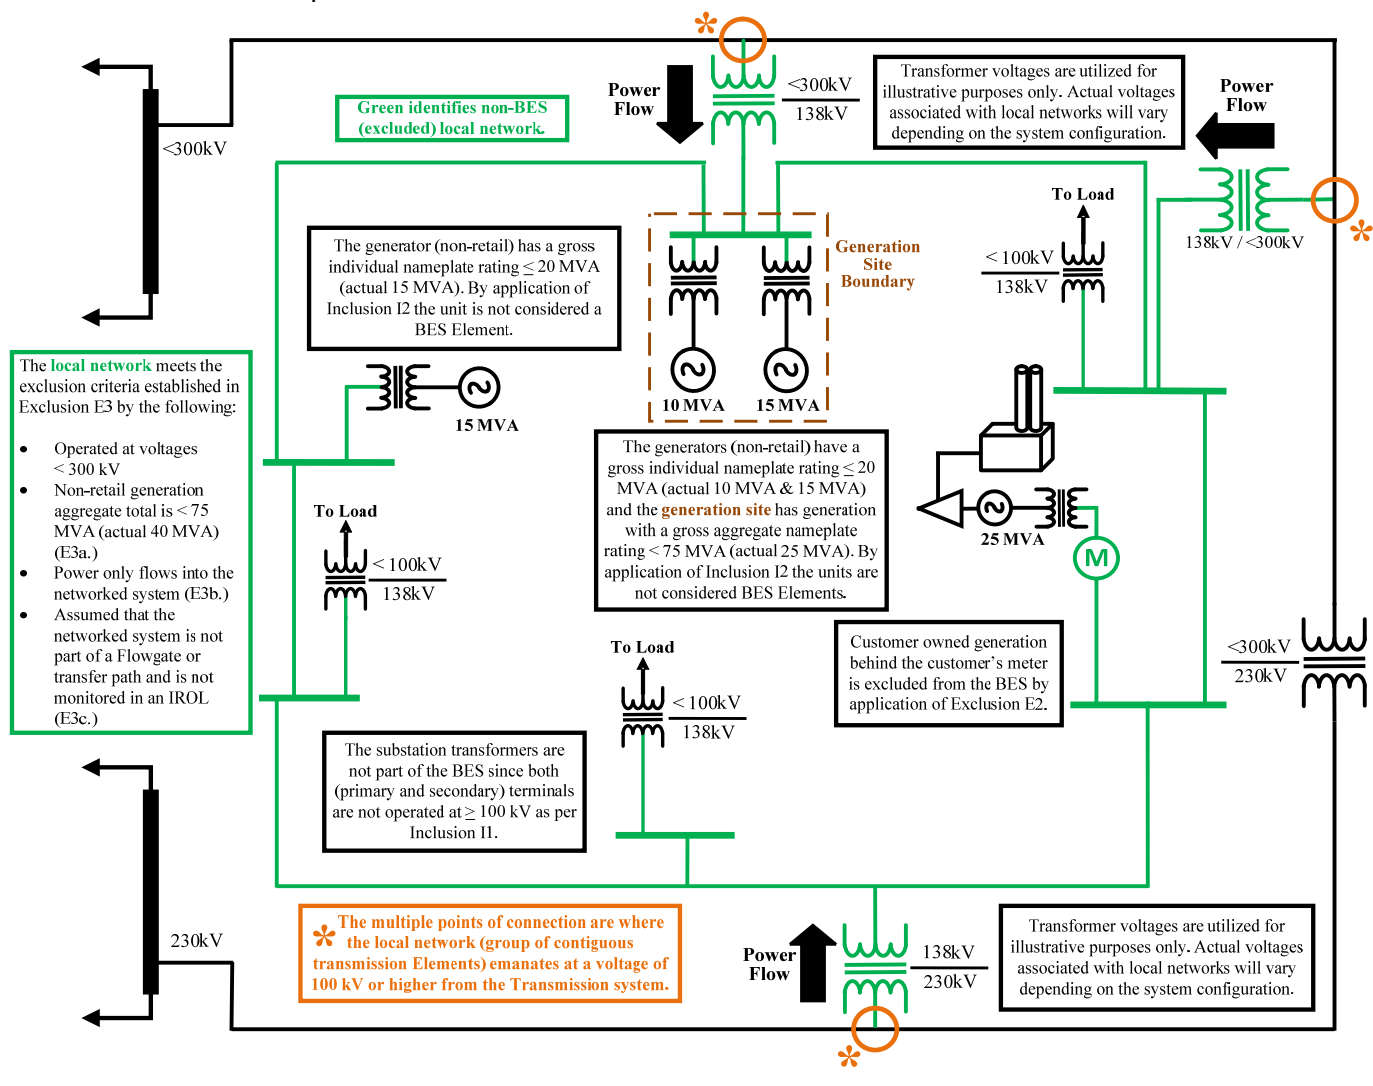 Power
Flow
<300kV
138kV
Transformer voltages are utilized for
illustrative purposes only. Actual voltages
associated with local networks will vary
depending on the system configuration.
Power
Flow
Green identifies non-BES
(excluded) local network.
<300kV
To Load
138kV / <300kV
<100kV
138kV
Generation
Site
Boundary
The generator (non-retail) has a gross
individual nameplate rating ≤ 20 MVA
(actual 15 MVA). By application of
Inclusion I2 the unit is not considered a
BES Element.
15 MVA
10 MVA
15 MVA
The local network meets the
exclusion criteria established in
Exclusion E3 by the following:
• Operated at voltages
< 300 kV
• Non-retail generation
aggregate total is < 75
MVA (actual 40 MVA)
(E3a.)
• Power only flows into the
networked system (E3b.)
• Assumed that the
networked system is not
part of a Flowgate or
transfer path and is not
monitored in an IROL
(E3c.)
The generators (non-retail) have a
gross individual nameplate rating ≤ 20
MVA (actual 10 MVA & 15 MVA)
and the generation site has generation
with a gross aggregate nameplate
rating < 75 MVA (actual 25 MVA). By
application of Inclusion I2 the units are
not considered BES Elements.
25 MVA
M
To Load
<100kV
138kV
Customer owned generation
behind the customer's meter
is excluded from the BES by
application of Exclusion E2.
<300kV
230kV
To Load
<100kV
138kV
The substation transformers are
not part of the BES since both
(primary and secondary) terminals
are not operated at ≥ 100 kV as per
Inclusion I1.
230kV
* The multiple points of connection are where
the local network (group of contiguous
transmission Elements) emanates at a voltage of
100 kV or higher from the Transmission system.
Power
Flow
138kV
230kV
Transformer voltages are utilized for
illustrative purposes only. Actual voltages
associated with local networks will vary
depending on the system configuration.